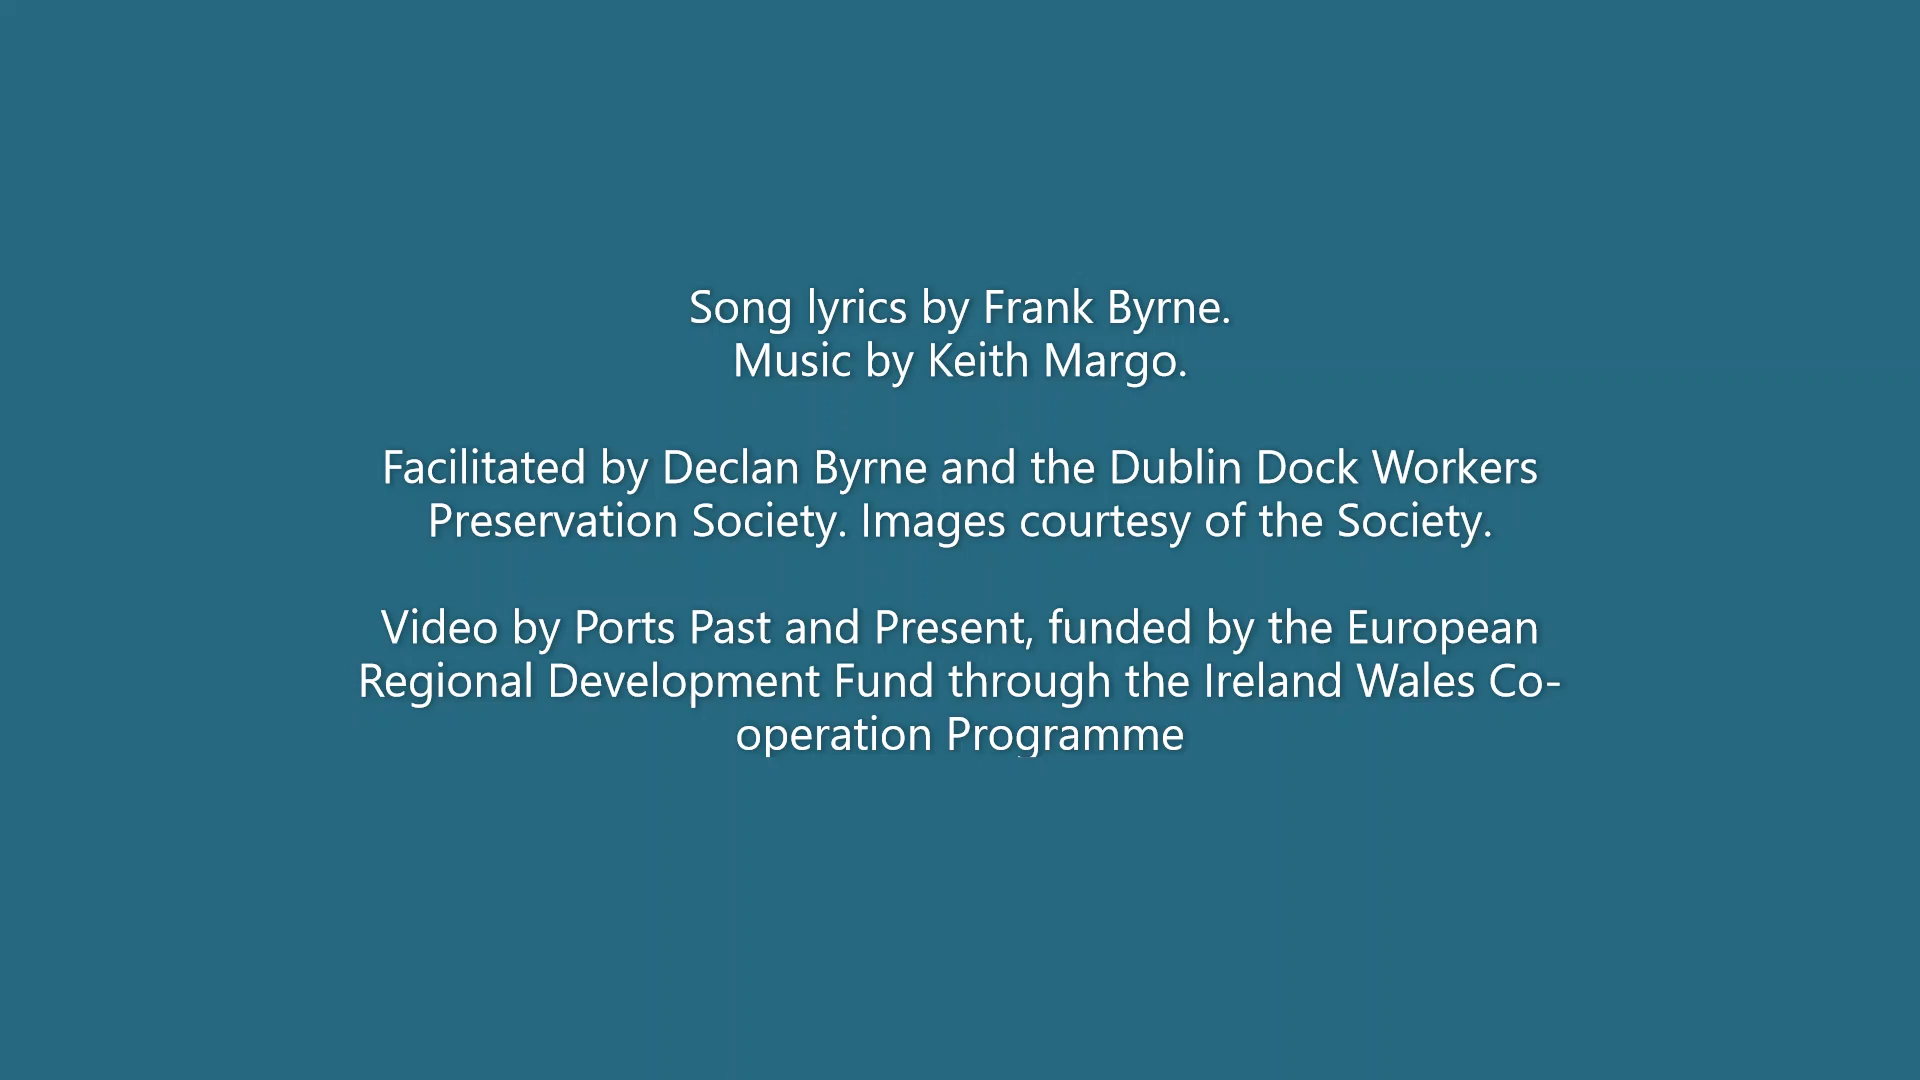 Song lyrics by Frank Byrne.
Music by Keith Margo.
Facilitated by Declan Byrne and the Dublin Dock Workers
Preservation Society. Images courtesy of the Society.
Video by Ports Past and Present, funded by the European
Regional Development Fund through the Ireland Wales Co-
operation Programme